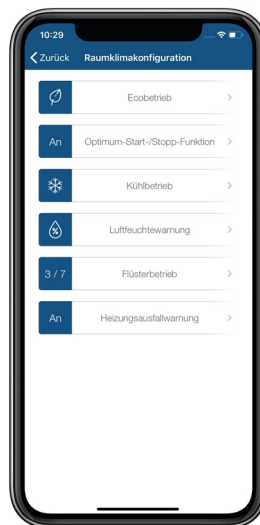 10:29
Zurück Raumklimakonfiguration
Ecobetrieb
An Optimum-Start-/Stopp-Funktion
Kühlbetrieb
% Luftfeuchtewarnung
3 / 7 Flüsterbetrieb
An Heizungsausfallwarnung